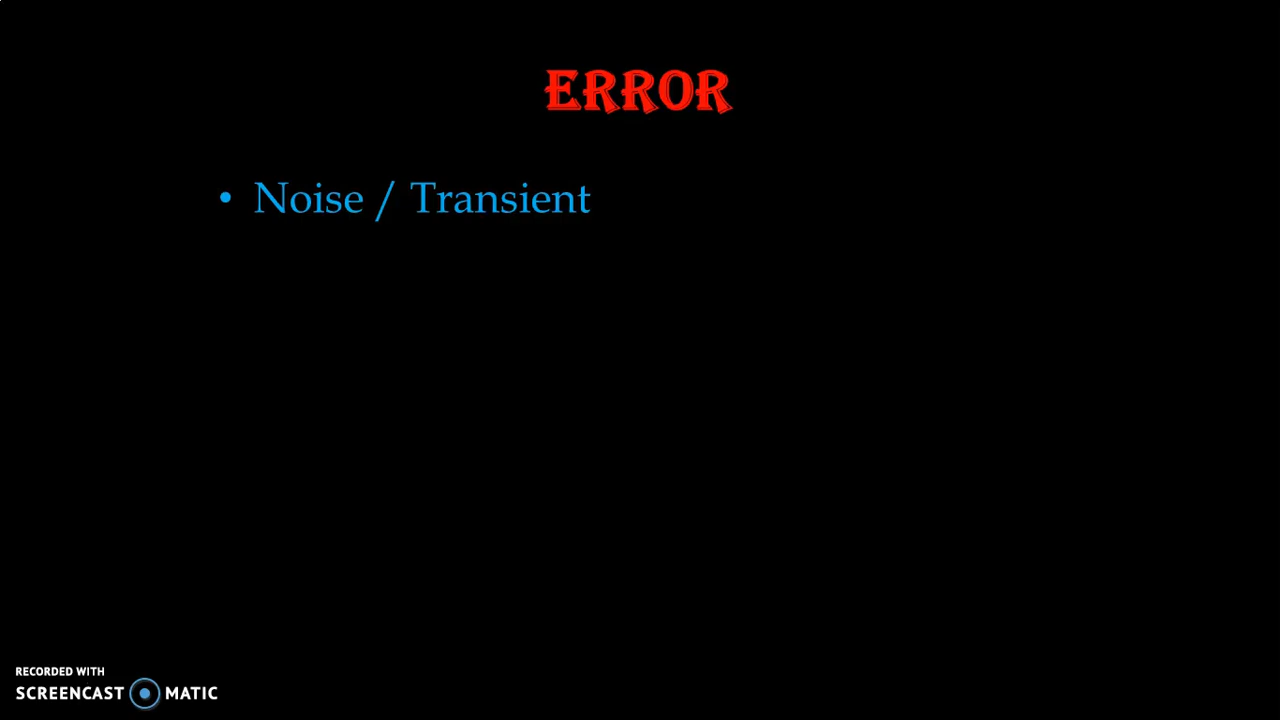 ERROR
• Noise / Transient
RECORDED WITH
SCREENCAST MATIC